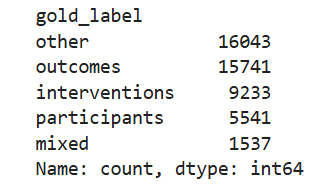 gold_label
other 16043
outcomes 15741
interventions 9233
participants 5541
mixed 1537
Name: count, dtype: int64